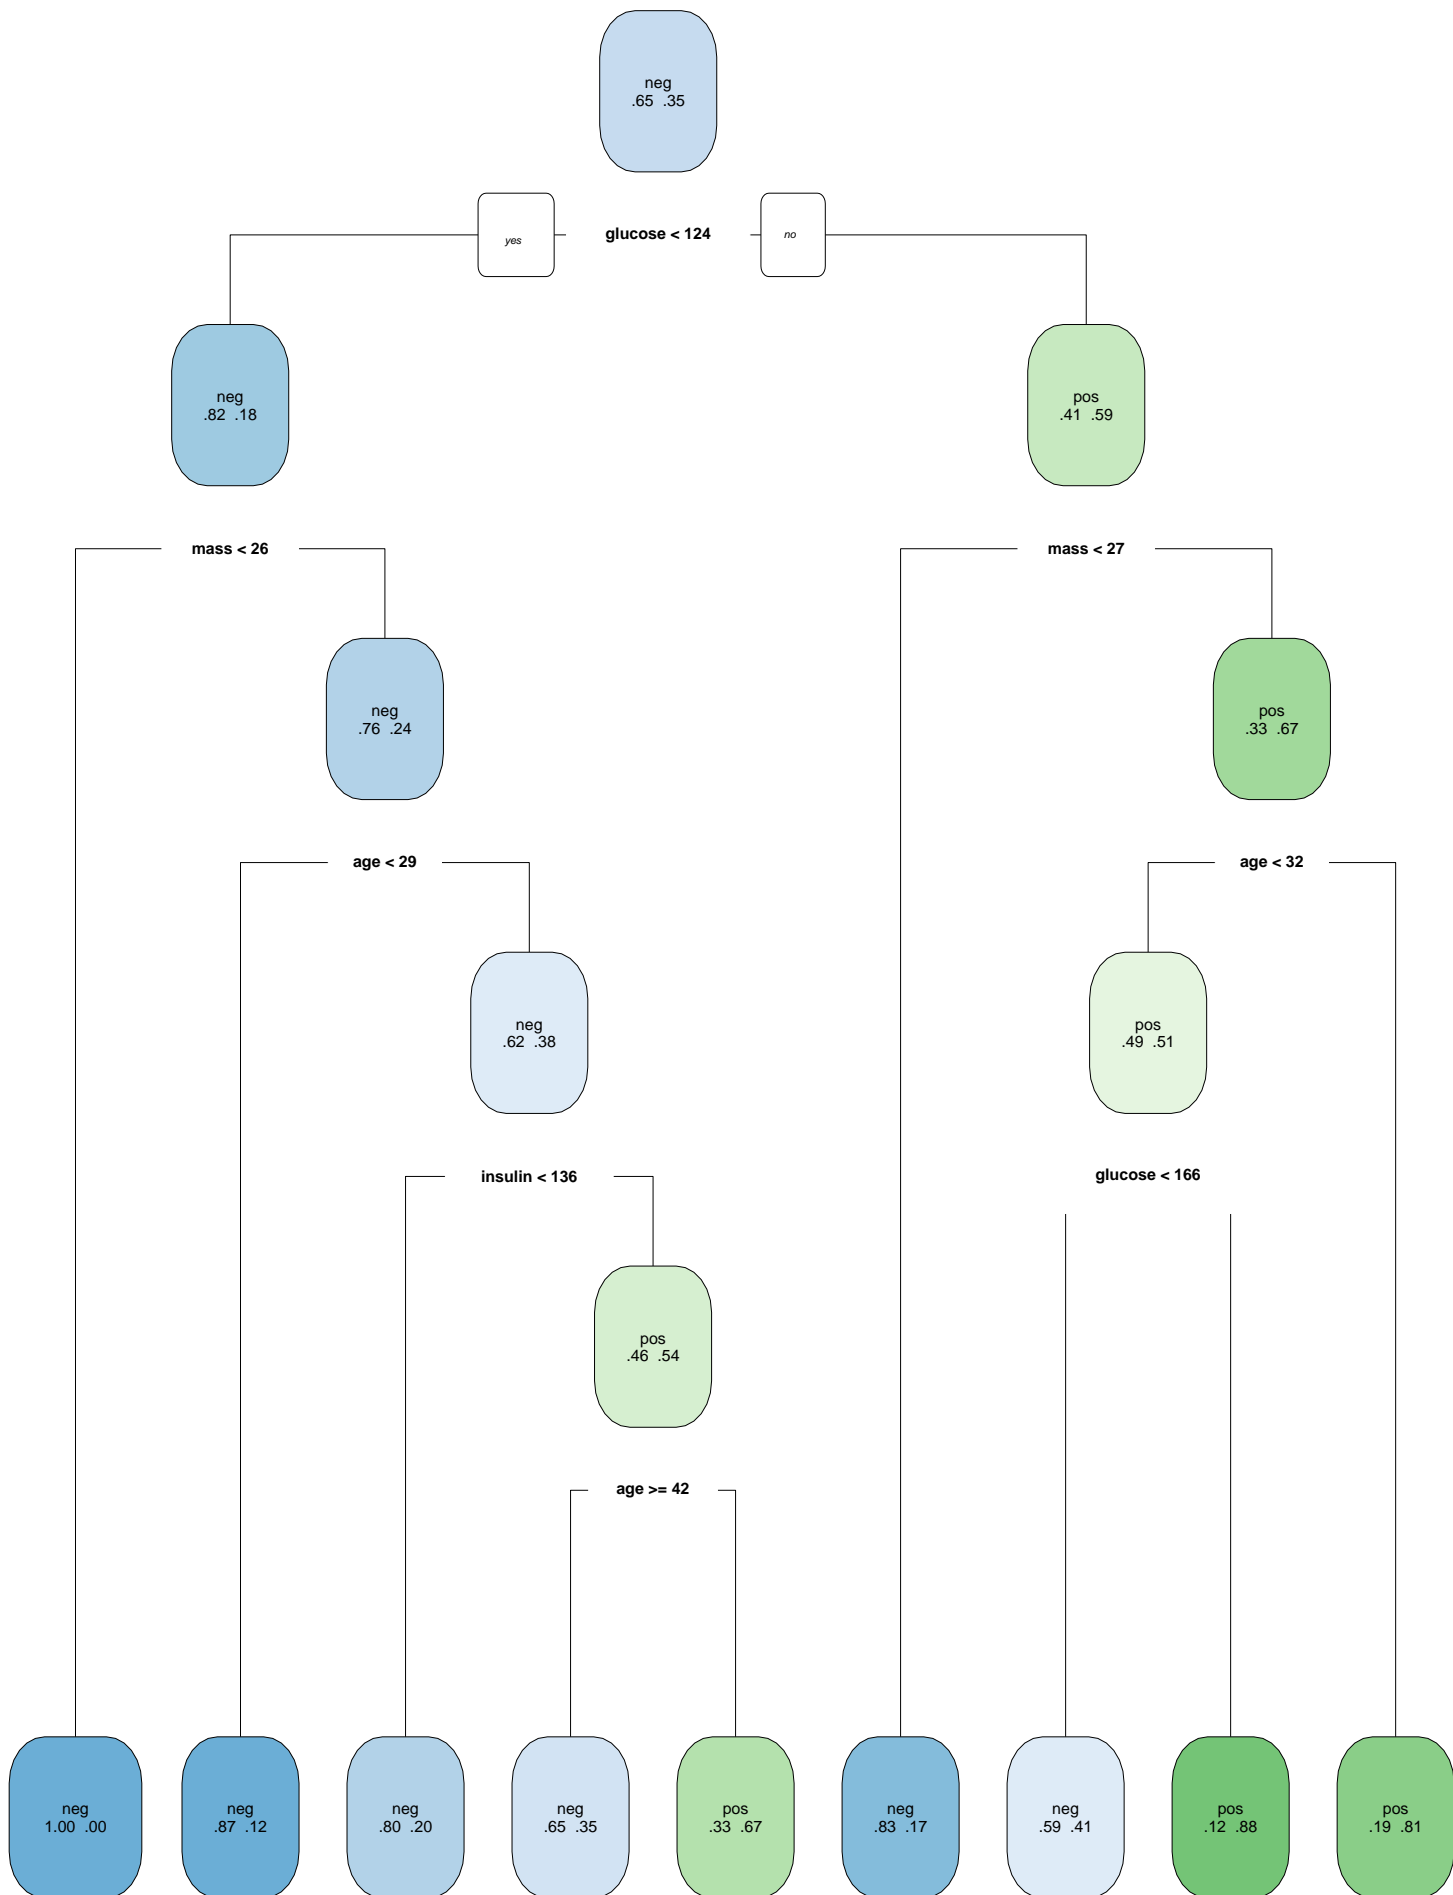 neg
.65 .35
yes
glucose < 124
no
neg
.82 .18
pos
.41 .59
mass < 26
mass < 27
neg
.76 .24
pos
.33 .67
age < 29
age < 32
neg
.62 .38
pos
.49 .51
insulin < 136
glucose < 166
pos
.46 .54
age >= 42
neg
1.00 .00
neg
.87 .12
neg
.80 .20
neg
.65 .35
pos
.33 .67
neg
.83 .17
neg
.59 .41
pos
.12 .88
pos
.19 .81